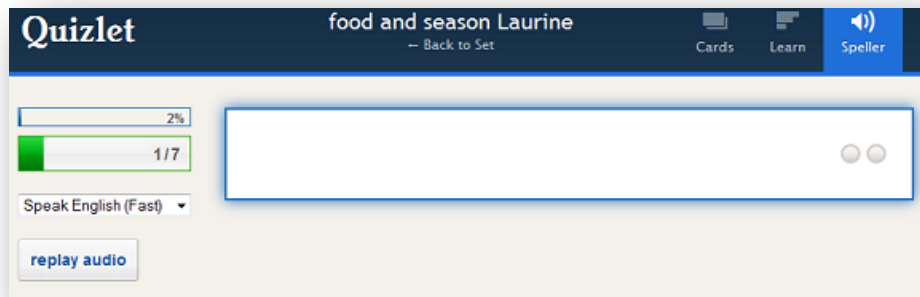 Quizlet
food and season Laurine
← Back to Set
Cards
Learn
Speller
2%
1/7
Speak English (Fast)
replay audio